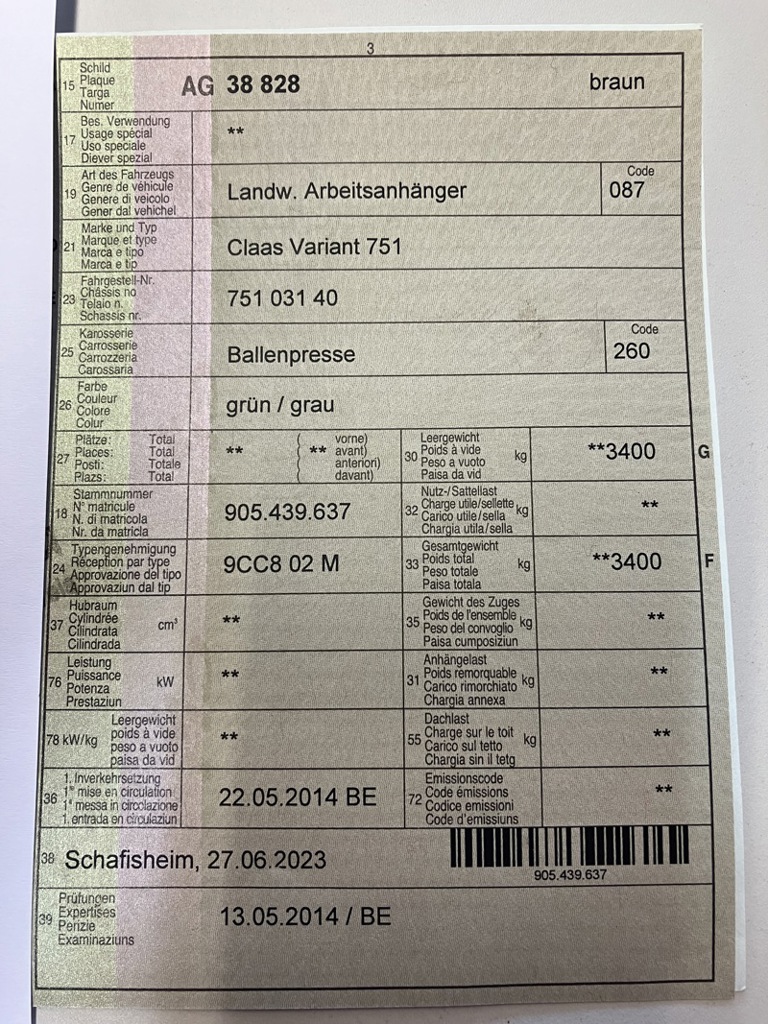 3
15 Schild
Plaque
Targa
Numer
AG 38 828 braun
17 Bes. Verwendung
Usage spécial
Uso speciale
Diever spezial
**
19 Art des Fahrzeugs
Genre de véhicule
Genere di veicolo
Gener dal vehichel
Landw. Arbeitsanhänger
Code
087
21 Marke und Typ
Marque et type
Marca e tipo
Marca e tip
Claas Variant 751
23 Fahrgestell-Nr.
Châssis no
Telaio n.
Schassis nr.
751 031 40
25 Karosserie
Carrosserie
Carrozzeria
Carossaria
Ballenpresse
Code
260
26 Farbe
Couleur
Colore
Colur
grün / grau
27 Plätze: Total
Places: Total
Posti: Totale
Plazs: Total
** ( ** vorne)
( avant)
( anteriori)
( davant)
30 Leergewicht
Poids à vide
Peso a vuoto
Paisa da vid
kg
**3400 G
18 Stammnummer
N° matricule
N. di matricola
Nr. da matricla
905.439.637
32 Nutz-/Sattellast
Charge utile/sellette
Carico utile/sella
Chargia utila/sella
kg
**
24 Typengenehmigung
Réception par type
Approvazione del tipo
Approvaziun dal tip
9CC8 02 M
33 Gesamtgewicht
Poids total
Peso totale
Paisa totala
kg
**3400 F
37 Hubraum
Cylindrée
Cilindrata
Cilindrada
cm³
**
35 Gewicht des Zuges
Poids de l'ensemble
Peso del convoglio
Paisa cumposiziun
kg
**
76 Leistung
Puissance
Potenza
Prestaziun
kW
**
31 Anhängelast
Poids remorquable
Carico rimorchiato
Chargia annexa
kg
**
78 kW/kg Leergewicht
poids à vide
peso a vuoto
paisa da vid
**
55 Dachlast
Charge sur le toit
Carico sul tetto
Chargia sin il tetg
kg
**
36 1. Inverkehrsetzung
1re mise en circulation
1a messa in circolazione
1. entrada en circulaziun
22.05.2014 BE
72 Emissionscode
Code émissions
Codice emissioni
Code d'emissiuns
**
38 Schafisheim, 27.06.2023
905.439.637
39 Prüfungen
Expertises
Perizie
Examinaziuns
13.05.2014 / BE